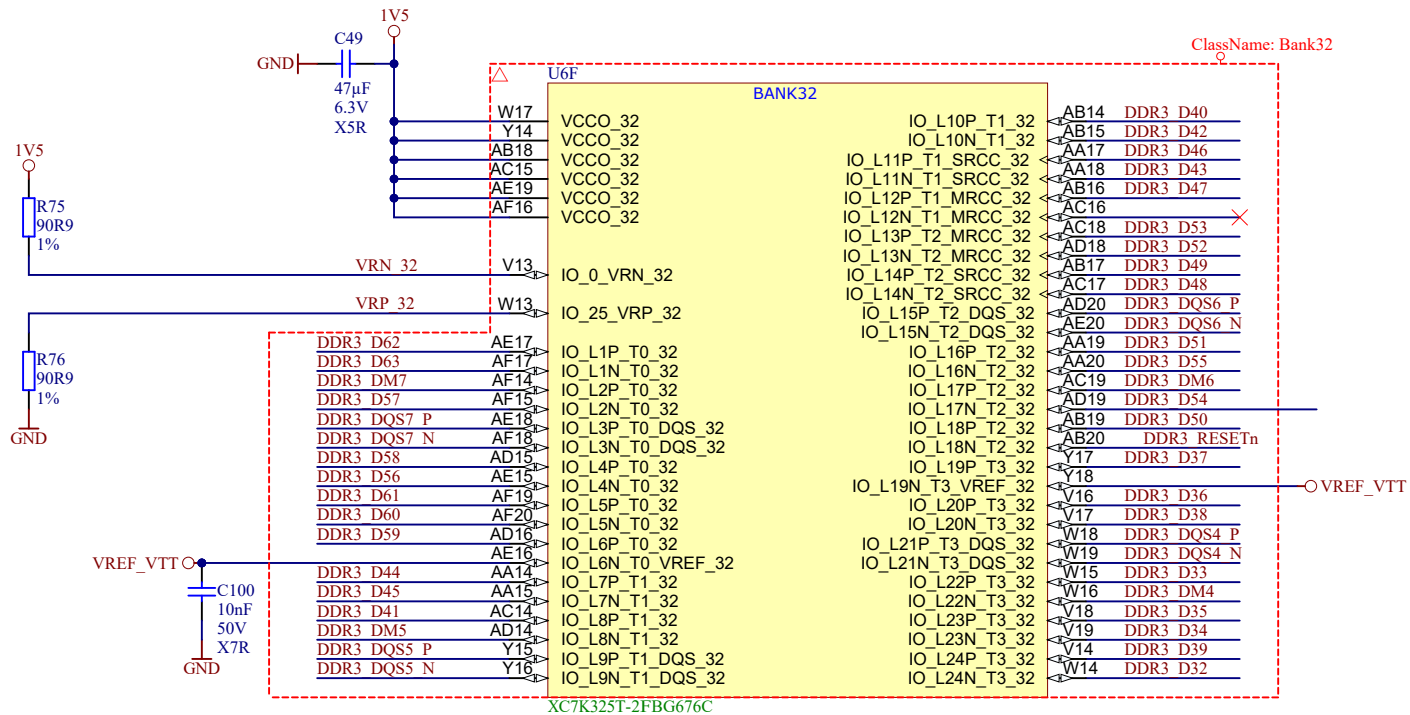 1V5
C49
GND
47µF
6.3V
X5R
ClassName: Bank32
U6F
BANK32
W17 VCCO_32
Y14 VCCO_32
AB18 VCCO_32
AC15 VCCO_32
AE19 VCCO_32
AF16 VCCO_32
1V5
R75
90R9
1%
VRN_32 V13 IO_0_VRN_32
VRP_32 W13 IO_25_VRP_32
R76
90R9
1%
GND
DDR3_D62 AE17 IO_L1P_T0_32
DDR3_D63 AF17 IO_L1N_T0_32
DDR3_DM7 AF14 IO_L2P_T0_32
DDR3_D57 AF15 IO_L2N_T0_32
DDR3_DQS7_P AE18 IO_L3P_T0_DQS_32
DDR3_DQS7_N AF18 IO_L3N_T0_DQS_32
DDR3_D58 AD15 IO_L4P_T0_32
DDR3_D56 AE15 IO_L4N_T0_32
DDR3_D61 AF19 IO_L5P_T0_32
DDR3_D60 AF20 IO_L5N_T0_32
DDR3_D59 AD16 IO_L6P_T0_32
VREF_VTT AE16 IO_L6N_T0_VREF_32
DDR3_D44 AA14 IO_L7P_T1_32
DDR3_D45 AA15 IO_L7N_T1_32
DDR3_D41 AC14 IO_L8P_T1_32
DDR3_DM5 AD14 IO_L8N_T1_32
DDR3_DQS5_P Y15 IO_L9P_T1_DQS_32
DDR3_DQS5_N Y16 IO_L9N_T1_DQS_32
C100
10nF
50V
X7R
GND
IO_L10P_T1_32 AB14 DDR3_D40
IO_L10N_T1_32 AB15 DDR3_D42
IO_L11P_T1_SRCC_32 AA17 DDR3_D46
IO_L11N_T1_SRCC_32 AA18 DDR3_D43
IO_L12P_T1_MRCC_32 AB16 DDR3_D47
IO_L12N_T1_MRCC_32 AC16
IO_L13P_T2_MRCC_32 AC18 DDR3_D53
IO_L13N_T2_MRCC_32 AD18 DDR3_D52
IO_L14P_T2_SRCC_32 AB17 DDR3_D49
IO_L14N_T2_SRCC_32 AC17 DDR3_D48
IO_L15P_T2_DQS_32 AD20 DDR3_DQS6_P
IO_L15N_T2_DQS_32 AE20 DDR3_DQS6_N
IO_L16P_T2_32 AA19 DDR3_D51
IO_L16N_T2_32 AA20 DDR3_D55
IO_L17P_T2_32 AC19 DDR3_DM6
IO_L17N_T2_32 AD19 DDR3_D54
IO_L18P_T2_32 AB19 DDR3_D50
IO_L18N_T2_32 AB20 DDR3_RESETn
IO_L19P_T3_32 Y17 DDR3_D37
IO_L19N_T3_VREF_32 Y18 VREF_VTT
IO_L20P_T3_32 V16 DDR3_D36
IO_L20N_T3_32 V17 DDR3_D38
IO_L21P_T3_DQS_32 W18 DDR3_DQS4_P
IO_L21N_T3_DQS_32 W19 DDR3_DQS4_N
IO_L22P_T3_32 W15 DDR3_D33
IO_L22N_T3_32 W16 DDR3_DM4
IO_L23P_T3_32 V18 DDR3_D35
IO_L23N_T3_32 V19 DDR3_D34
IO_L24P_T3_32 V14 DDR3_D39
IO_L24N_T3_32 W14 DDR3_D32
XC7K325T-2FBG676C